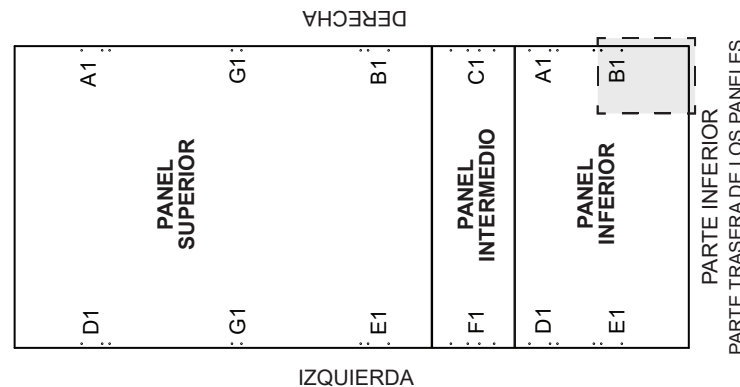 DERECHA
A1
G1
B1
C1
A1
B1
PANEL
SUPERIOR
PANEL
INTERMEDIO
PANEL
INFERIOR
D1
G1
E1
F1
D1
E1
IZQUIERDA
PARTE INFERIOR
PARTE TRASERA DE LOS PANELES